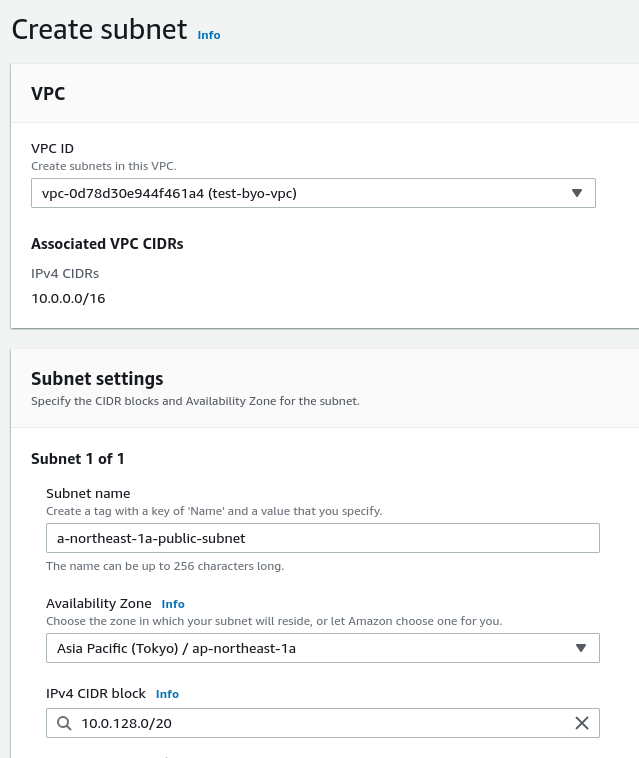 Create subnet Info
VPC
VPC ID
Create subnets in this VPC.
vpc-0d78d30e944f461a4 (test-byo-vpc)
Associated VPC CIDRs
IPv4 CIDRs
10.0.0.0/16
Subnet settings
Specify the CIDR blocks and Availability Zone for the subnet.
Subnet 1 of 1
Subnet name
Create a tag with a key of 'Name' and a value that you specify.
a-northeast-1a-public-subnet
The name can be up to 256 characters long.
Availability Zone Info
Choose the zone in which your subnet will reside, or let Amazon choose one for you.
Asia Pacific (Tokyo) / ap-northeast-1a
IPv4 CIDR block Info
10.0.128.0/20